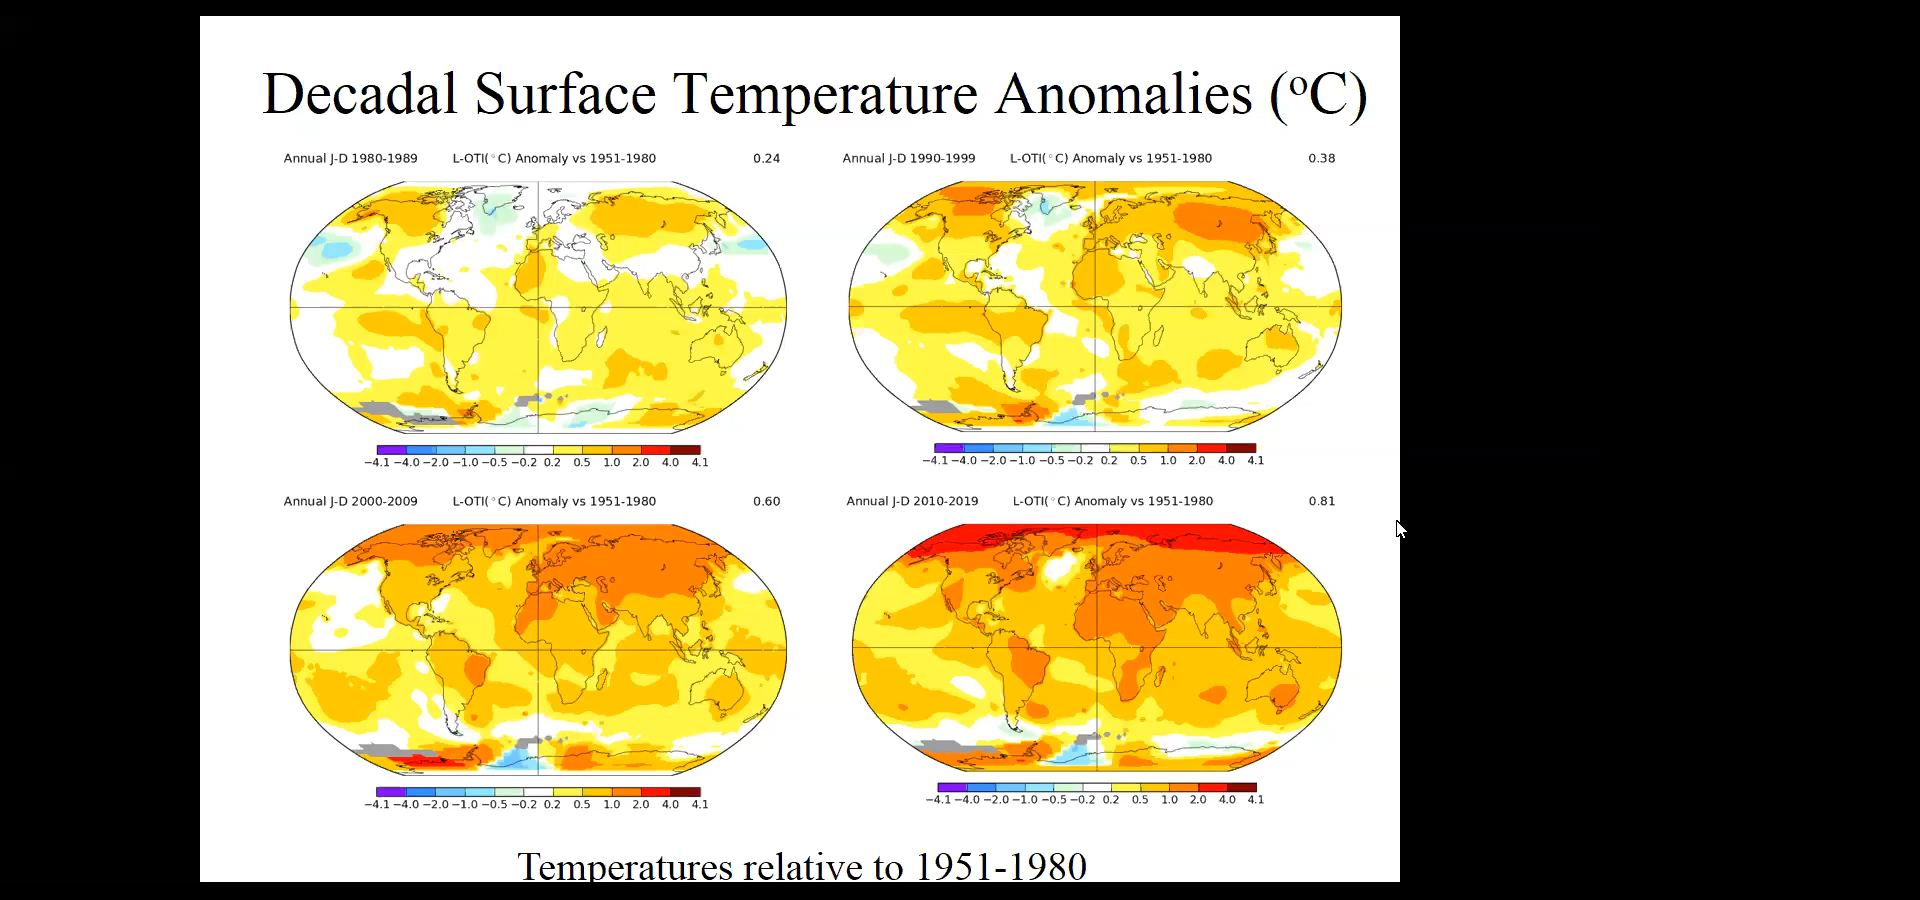 Decadal Surface Temperature Anomalies (°C)
Annual J-D 1980-1989 L-OTI(°C) Anomaly vs 1951-1980 0.24
Annual J-D 1990-1999 L-OTI(°C) Anomaly vs 1951-1980 0.38
−4.1 −4.0 −2.0 −1.0 −0.5 −0.2 0.2 0.5 1.0 2.0 4.0 4.1
−4.1 −4.0 −2.0 −1.0 −0.5 −0.2 0.2 0.5 1.0 2.0 4.0 4.1
Annual J-D 2000-2009 L-OTI(°C) Anomaly vs 1951-1980 0.60
Annual J-D 2010-2019 L-OTI(°C) Anomaly vs 1951-1980 0.81
−4.1 −4.0 −2.0 −1.0 −0.5 −0.2 0.2 0.5 1.0 2.0 4.0 4.1
−4.1 −4.0 −2.0 −1.0 −0.5 −0.2 0.2 0.5 1.0 2.0 4.0 4.1
Temperatures relative to 1951-1980